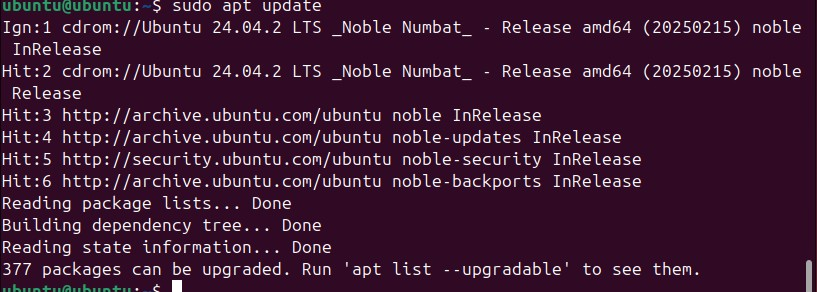 ubuntu@ubuntu:~$ sudo apt update
Ign:1 cdrom://Ubuntu 24.04.2 LTS _Noble Numbat_ - Release amd64 (20250215) noble
 InRelease
Hit:2 cdrom://Ubuntu 24.04.2 LTS _Noble Numbat_ - Release amd64 (20250215) noble
 Release
Hit:3 http://archive.ubuntu.com/ubuntu noble InRelease
Hit:4 http://archive.ubuntu.com/ubuntu noble-updates InRelease
Hit:5 http://security.ubuntu.com/ubuntu noble-security InRelease
Hit:6 http://archive.ubuntu.com/ubuntu noble-backports InRelease
Reading package lists... Done
Building dependency tree... Done
Reading state information... Done
377 packages can be upgraded. Run 'apt list --upgradable' to see them.
ubuntu@ubuntu:~$